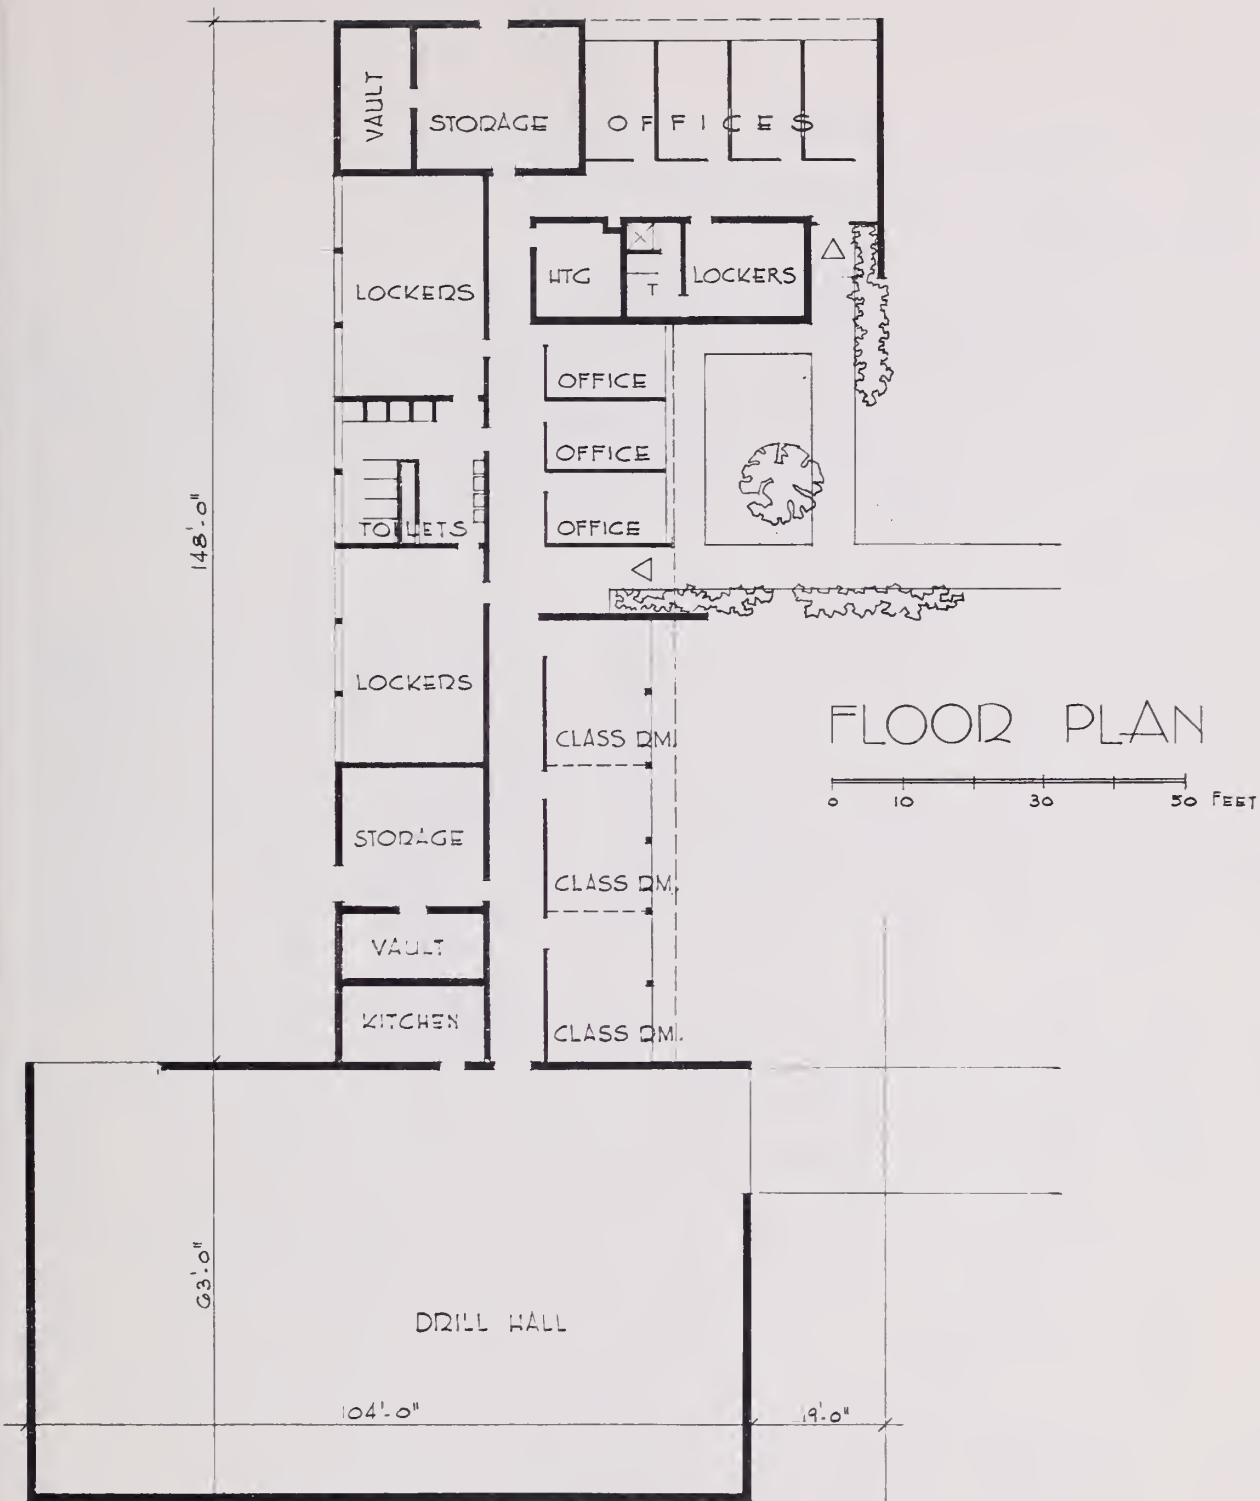 VAULT
STORAGE
OFFICES
LOCKERS
HTG
T
LOCKERS
OFFICE
OFFICE
OFFICE
TOILETS
148'-0"
LOCKERS
CLASS RM.
FLOOR PLAN
0 10 30 50 FEET
STORAGE
CLASS RM.
VAULT
KITCHEN
CLASS RM.
63'-0"
DRILL HALL
104'-0"
19'-0"